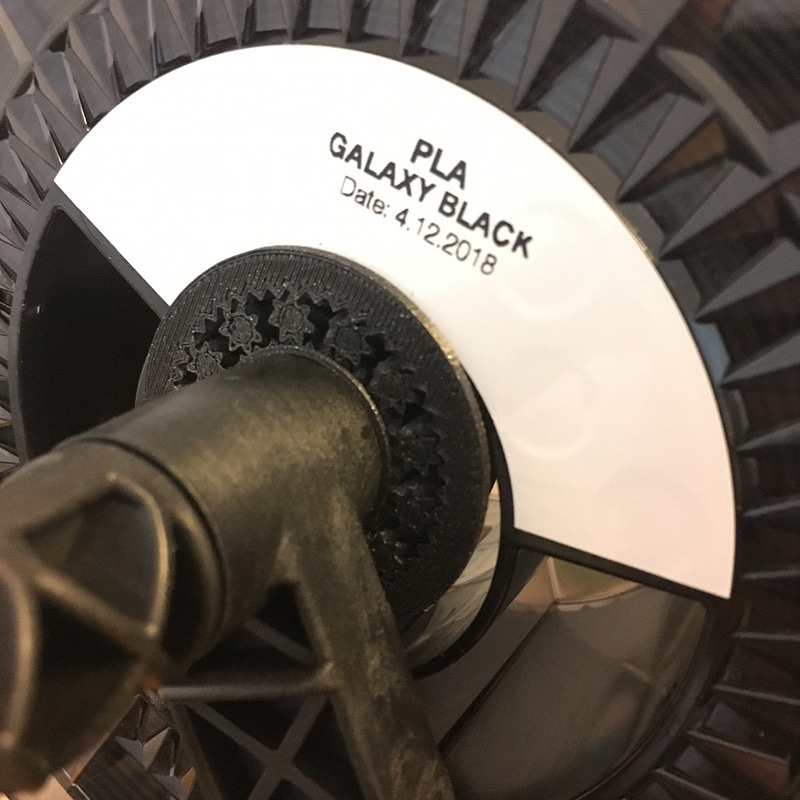 PLA
GALAXY BLACK
Date: 4.12.2018